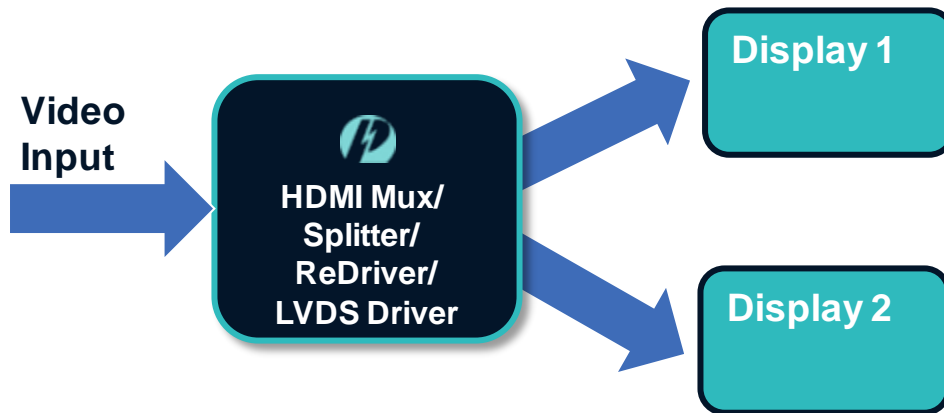 Video
Input
HDMI Mux/
Splitter/
ReDriver/
LVDS Driver
Display 1
Display 2